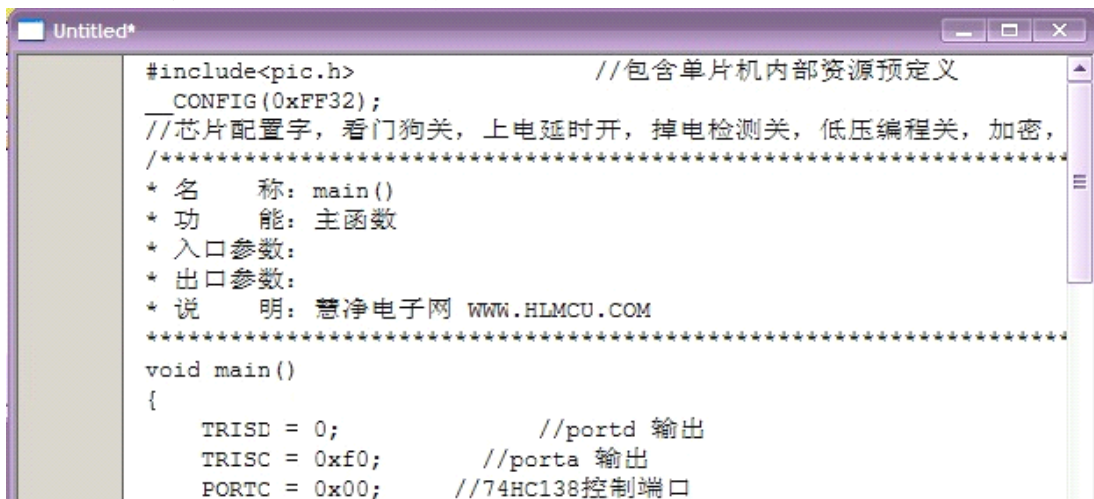 Untitled*
#include<pic.h> //包含单片机内部资源预定义
__CONFIG(0xFF32);
//芯片配置字，看门狗关，上电延时开，掉电检测关，低压编程关，加密，
/*****************************************************************
* 名 称: main()
* 功 能: 主函数
* 入口参数:
* 出口参数:
* 说 明: 慧净电子网 WWW.HLMCU.COM
******************************************************************
void main()
{
TRISD = 0; //portd 输出
TRISC = 0xf0; //porta 输出
PORTC = 0x00; //74HC138控制端口